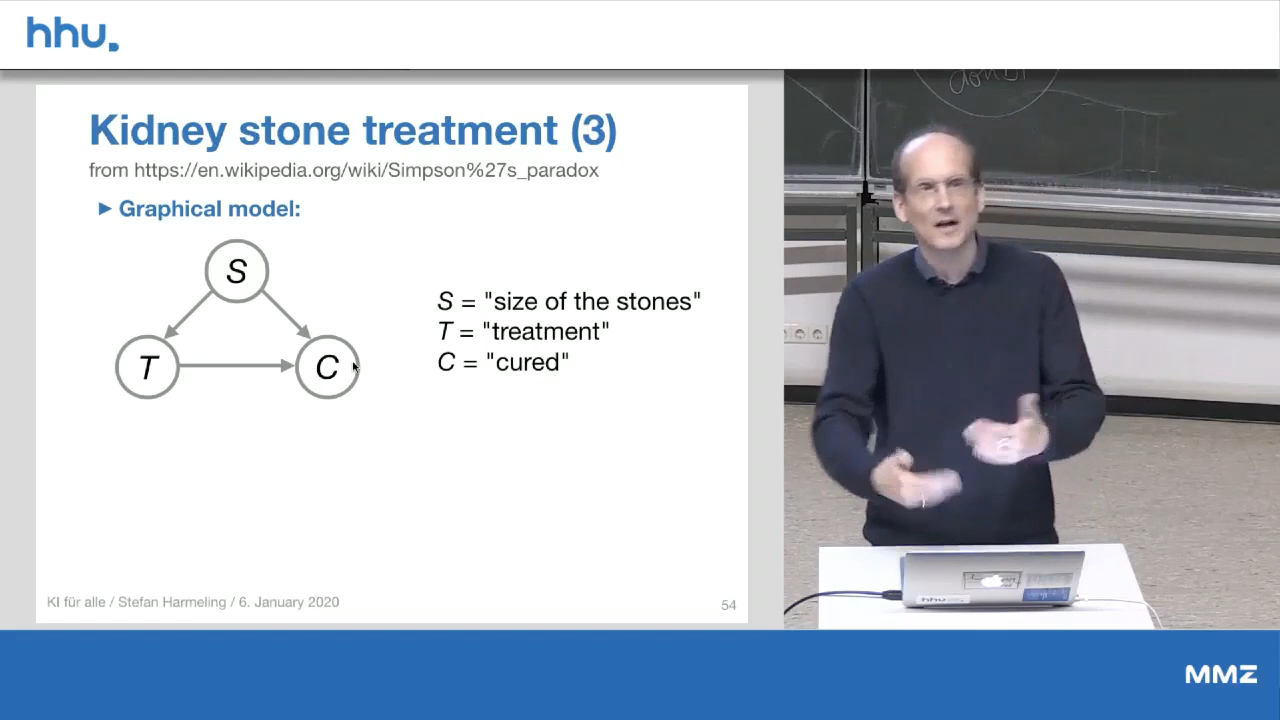 hhu.
Kidney stone treatment (3)
from https://en.wikipedia.org/wiki/Simpson%27s_paradox
► Graphical model:
S
T
C
S = "size of the stones"
T = "treatment"
C = "cured"
KI für alle / Stefan Harmeling / 6. January 2020
54
hhu
MMZ